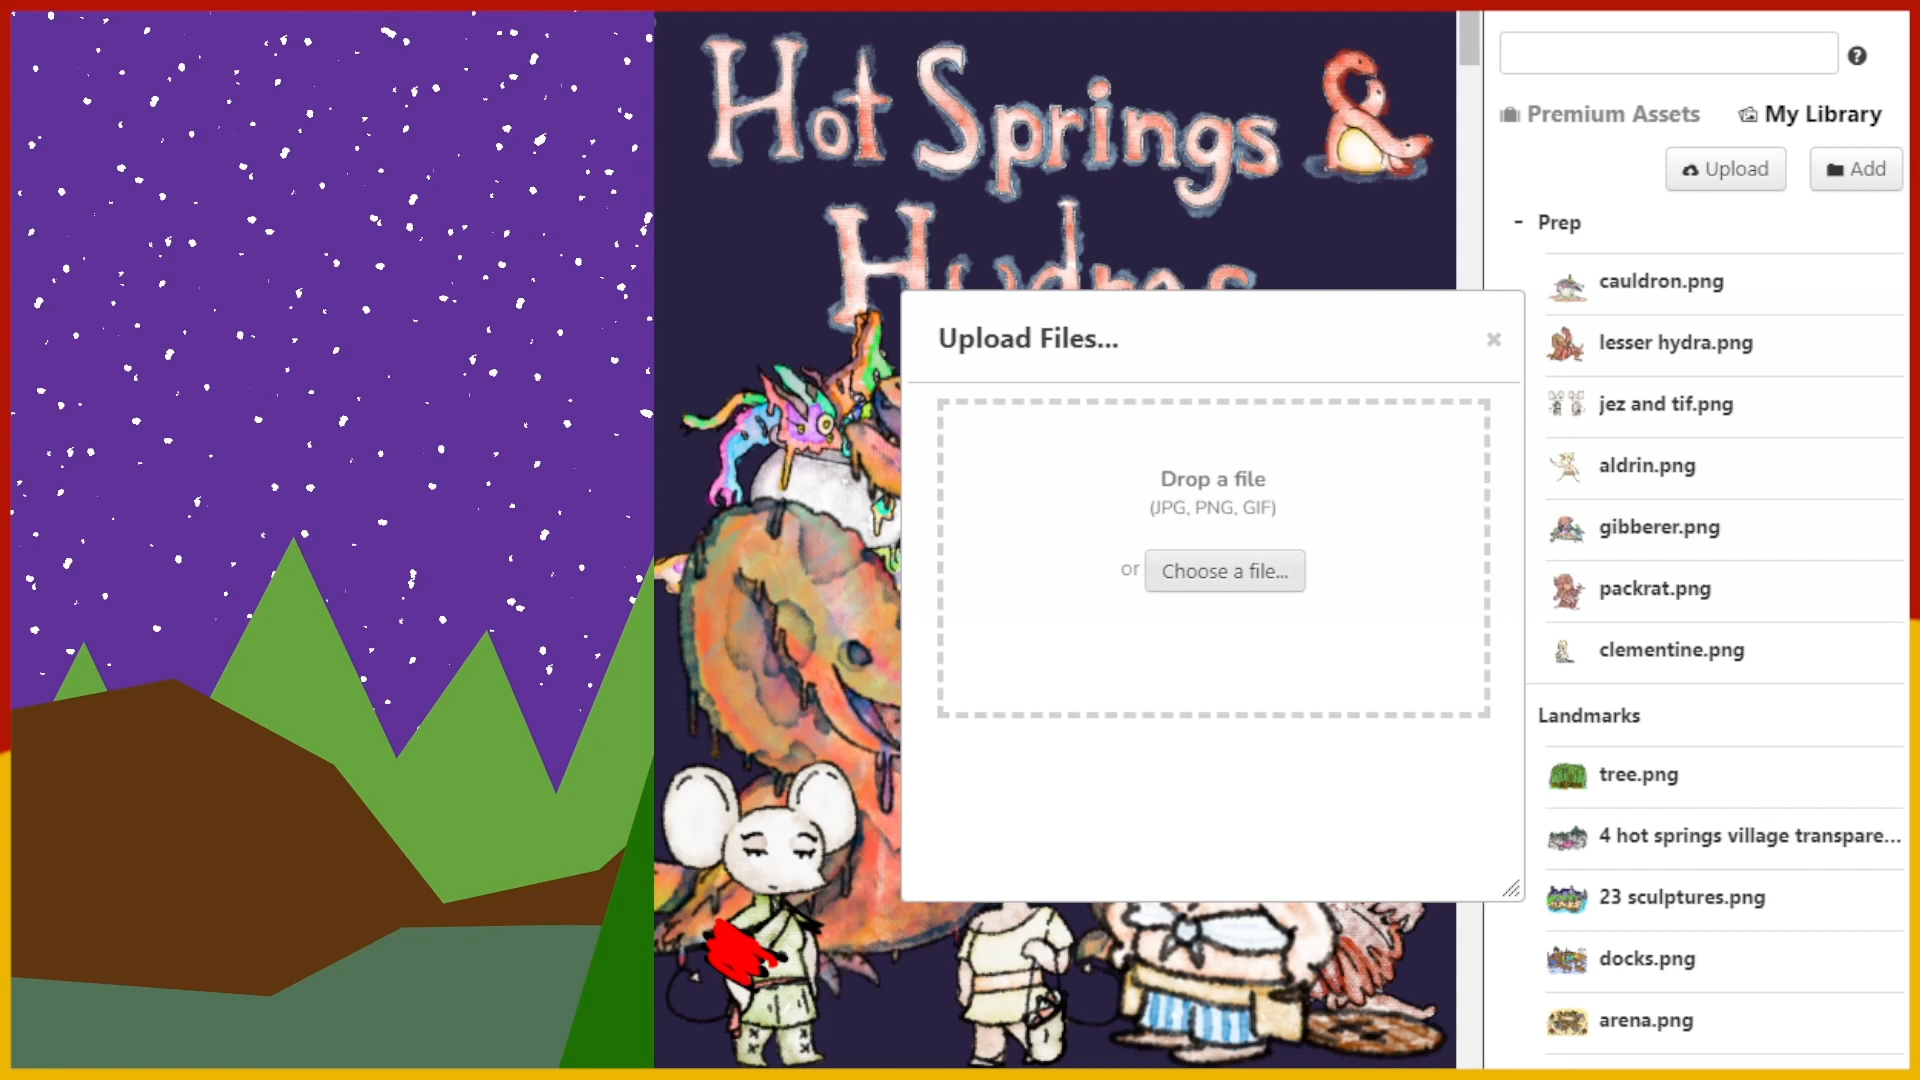 Hot Springs
Hydras
Premium Assets
My Library
Upload
Add
Prep
cauldron.png
lesser hydra.png
jez and tif.png
aldrin.png
gibberer.png
packrat.png
clementine.png
Landmarks
tree.png
4 hot springs village transpare...
23 sculptures.png
docks.png
arena.png
Upload Files...
Drop a file
(JPG, PNG, GIF)
or
Choose a file...